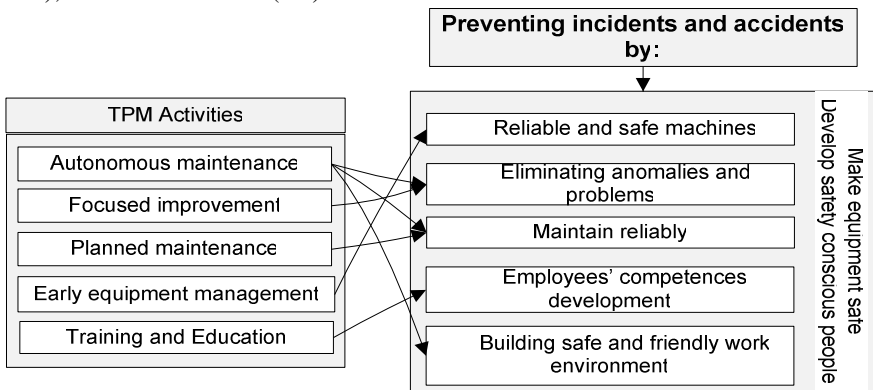 Preventing incidents and accidents
by:
TPM Activities
Autonomous maintenance
Focused improvement
Planned maintenance
Early equipment management
Training and Education
Reliable and safe machines
Eliminating anomalies and
problems
Maintain reliably
Employees' competences
development
Building safe and friendly work
environment
Make equipment safe
Develop safety conscious people